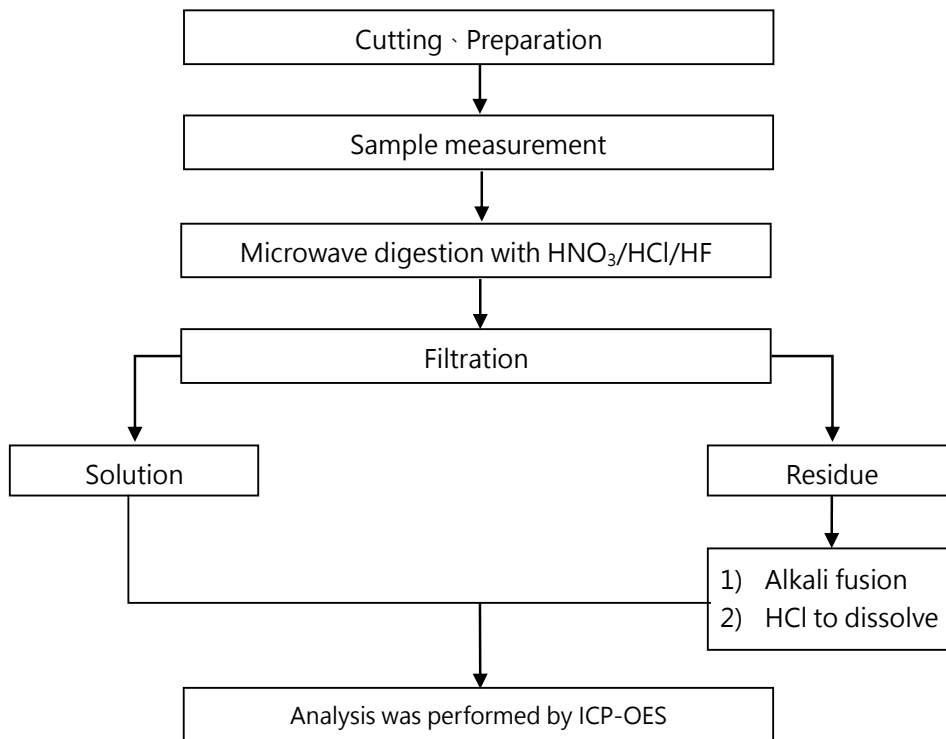 Cutting、Preparation
Sample measurement
Microwave digestion with HNO₃/HCl/HF
Filtration
Solution
Residue
1) Alkali fusion
2) HCl to dissolve
Analysis was performed by ICP-OES